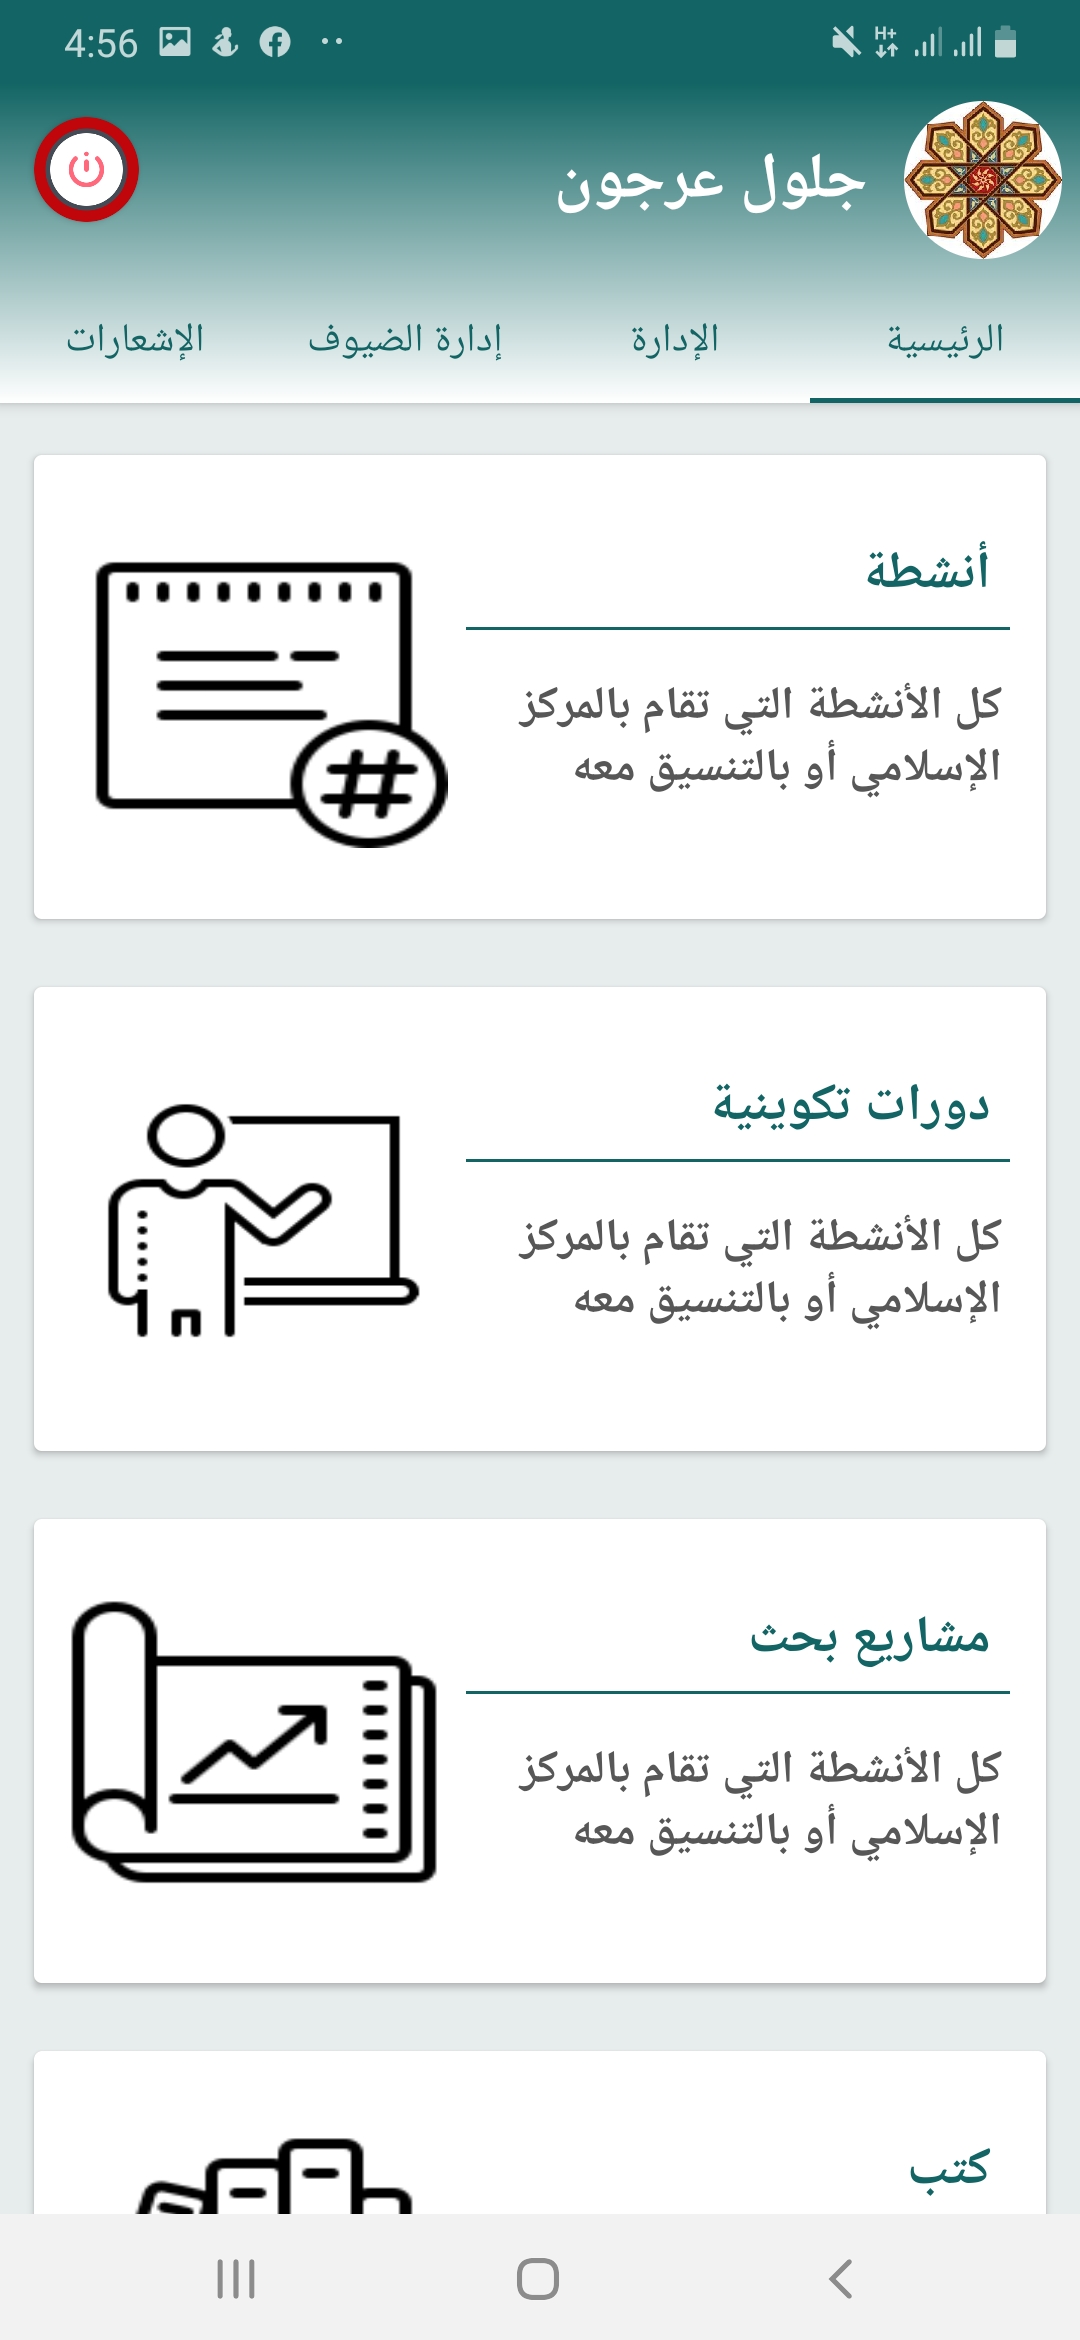 4:56
H+
جلول عرجون
الرئيسية
الإدارة
إدارة الضيوف
الإشعارات
أنشطة
كل الأنشطة التي تقام بالمركز
الإسلامي أو بالتنسيق معه
#
دورات تكوينية
كل الأنشطة التي تقام بالمركز
الإسلامي أو بالتنسيق معه
مشاريع بحث
كل الأنشطة التي تقام بالمركز
الإسلامي أو بالتنسيق معه
كتب